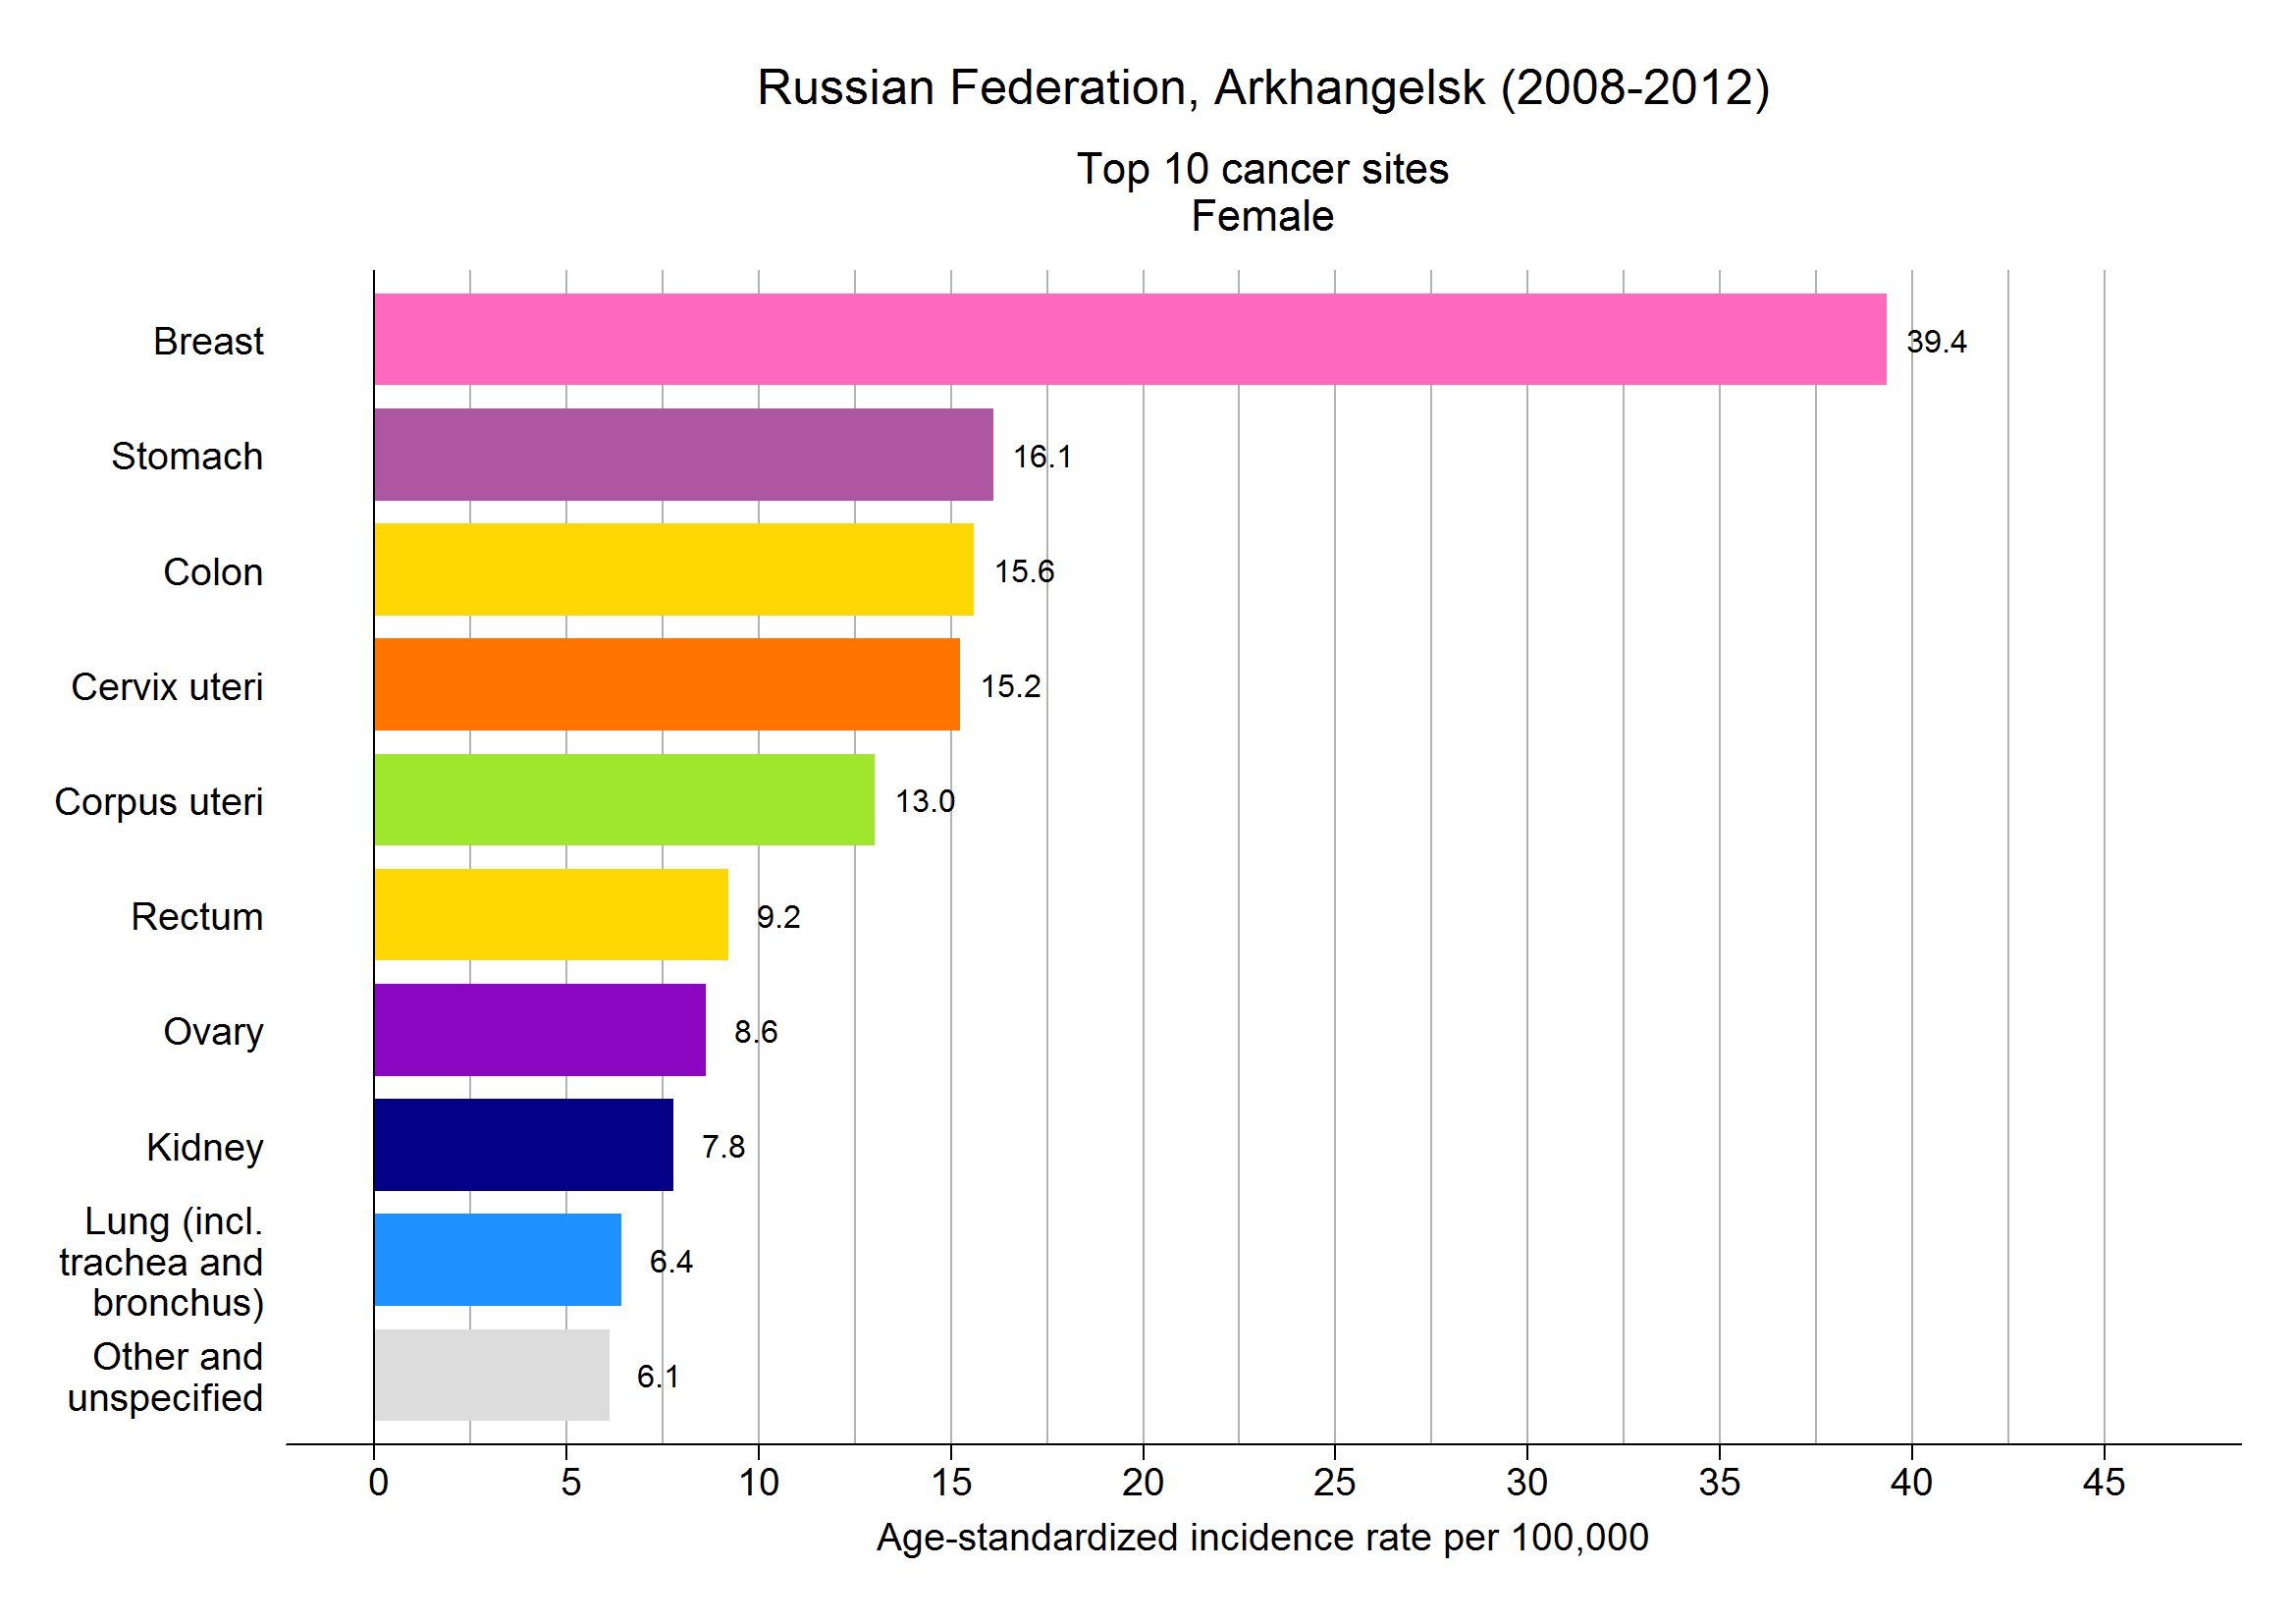 Russian Federation, Arkhangelsk (2008-2012)
Top 10 cancer sites
Female
Breast
39.4
Stomach
16.1
Colon
15.6
Cervix uteri
15.2
Corpus uteri
13.0
Rectum
9.2
Ovary
8.6
Kidney
7.8
Lung (incl.
trachea and
bronchus)
6.4
Other and
unspecified
6.1
0 5 10 15 20 25 30 35 40 45
Age-standardized incidence rate per 100,000